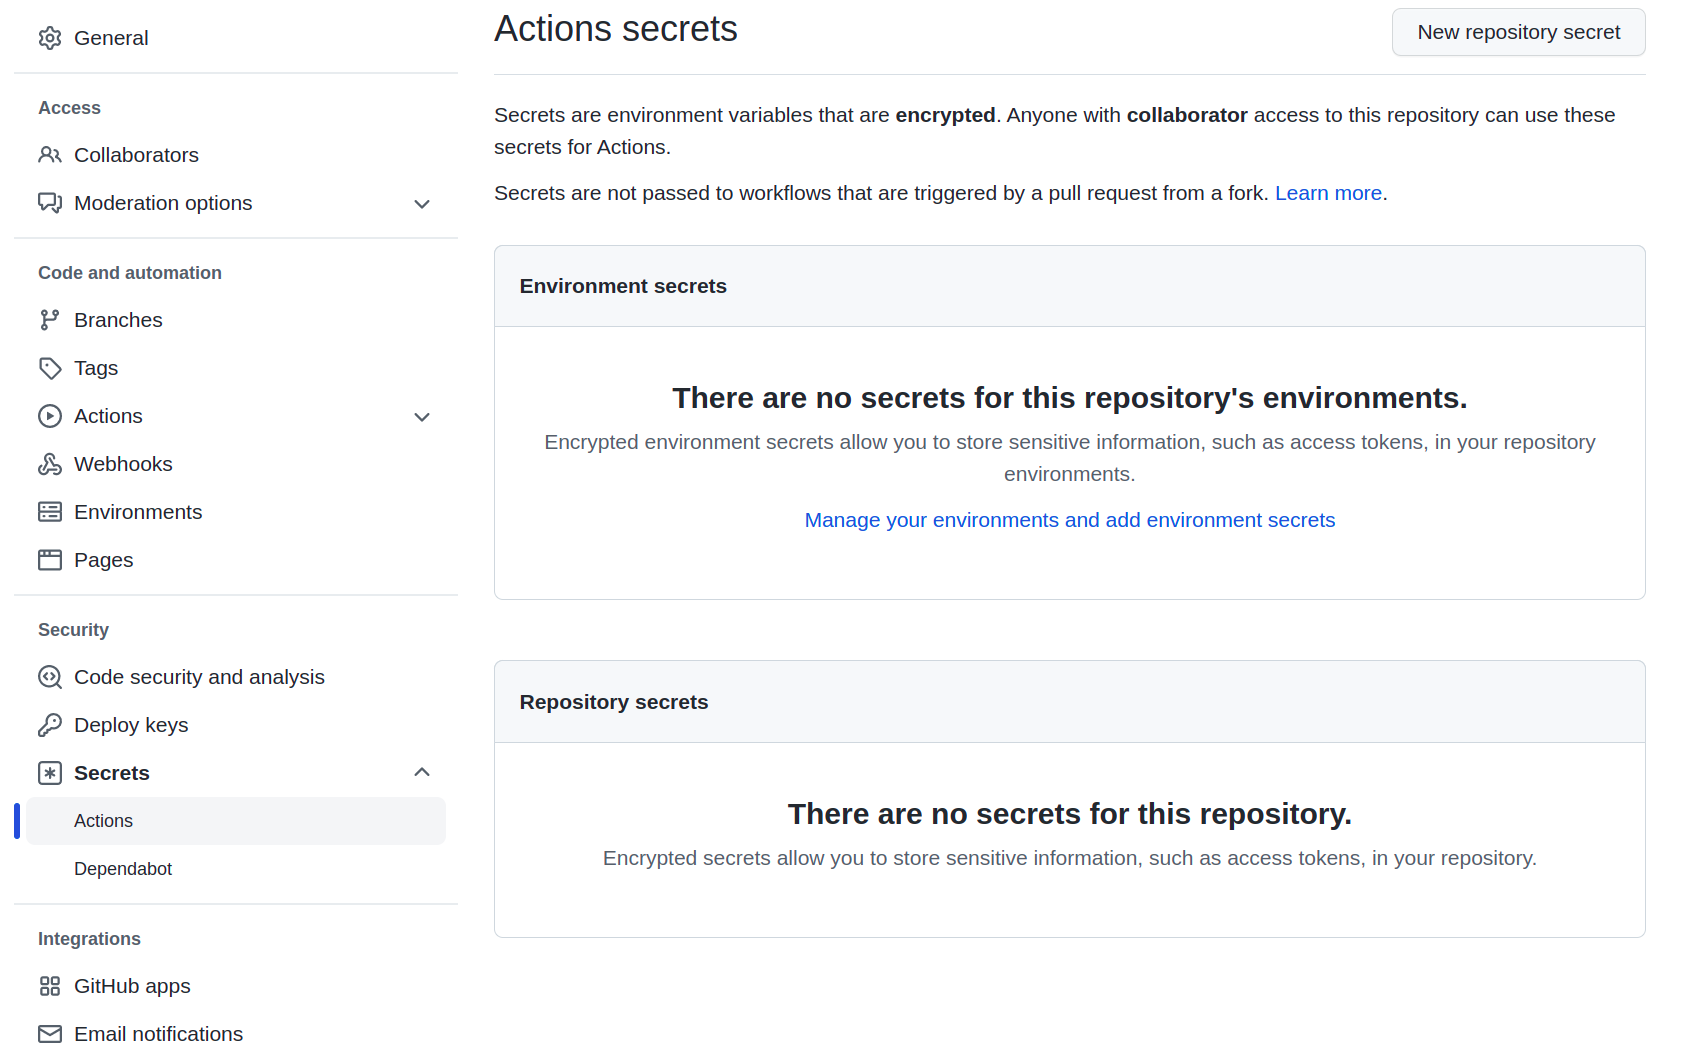 General
Access
Collaborators
Moderation options
Code and automation
Branches
Tags
Actions
Webhooks
Environments
Pages
Security
Code security and analysis
Deploy keys
Secrets
Actions
Dependabot
Integrations
GitHub apps
Email notifications
Actions secrets
New repository secret
Secrets are environment variables that are encrypted. Anyone with collaborator access to this repository can use these
secrets for Actions.
Secrets are not passed to workflows that are triggered by a pull request from a fork. Learn more.
Environment secrets
There are no secrets for this repository's environments.
Encrypted environment secrets allow you to store sensitive information, such as access tokens, in your repository
environments.
Manage your environments and add environment secrets
Repository secrets
There are no secrets for this repository.
Encrypted secrets allow you to store sensitive information, such as access tokens, in your repository.